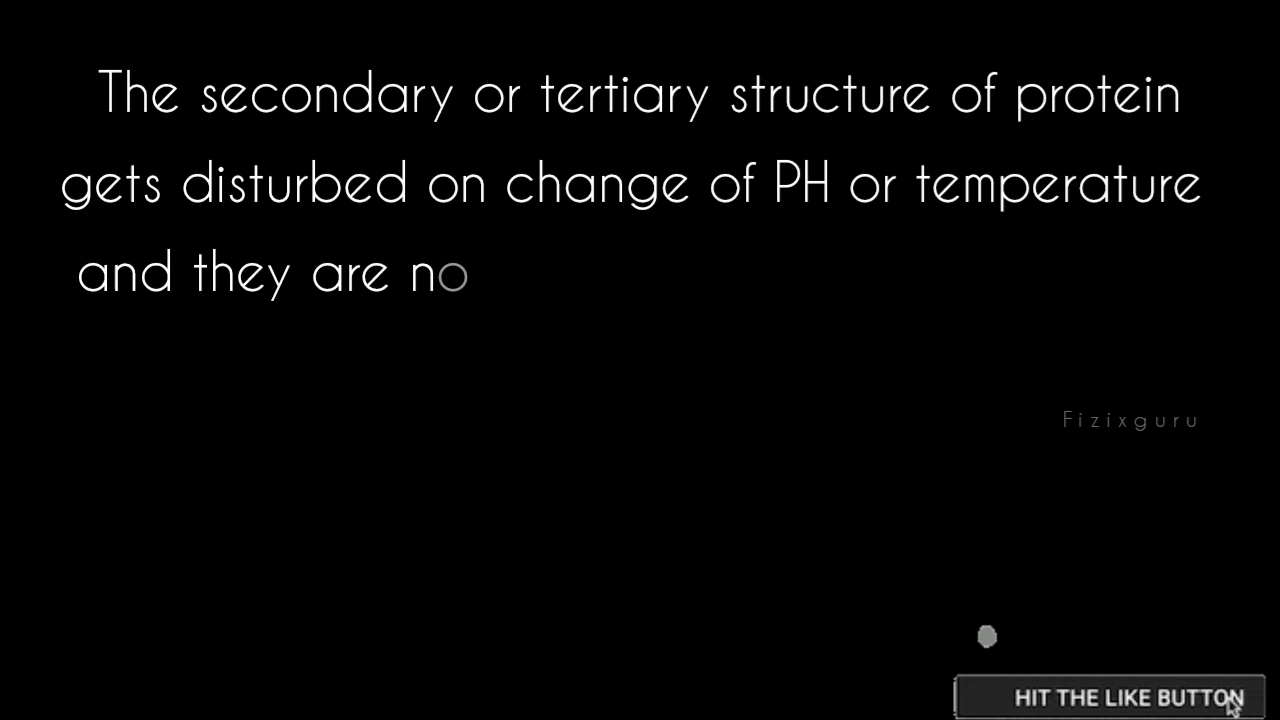 The secondary or tertiary structure of protein
gets disturbed on change of PH or temperature
and they are no
Fizixguru
HIT THE LIKE BUTTON